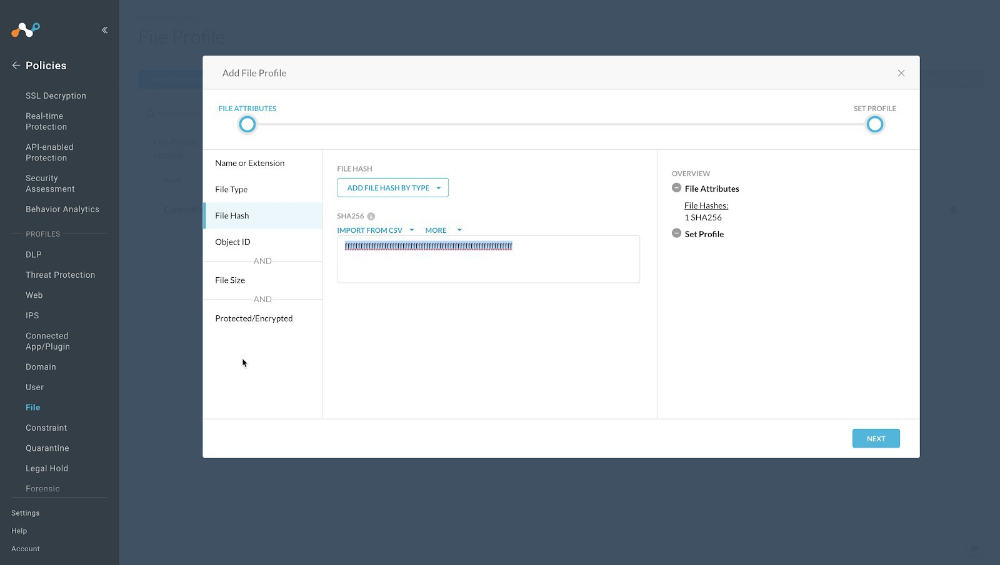 Policies
SSL Decryption
Real-time
Protection
API-enabled
Protection
Security
Assessment
Behavior Analytics
PROFILES
DLP
Threat Protection
Web
IPS
Connected
App/Plugin
Domain
User
File
Constraint
Quarantine
Legal Hold
Forensic
Settings
Help
Account
File Profile
Add File Profile
FILE ATTRIBUTES
SET PROFILE
Name or Extension
File Type
File Hash
Object ID
AND
File Size
AND
Protected/Encrypted
FILE HASH
ADD FILE HASH BY TYPE
SHA256
IMPORT FROM CSV MORE
ffffffffffffffffffffffffffffffffffffffffffffffffffffffffffffffff
OVERVIEW
File Attributes
File Hashes:
1 SHA256
Set Profile
NEXT